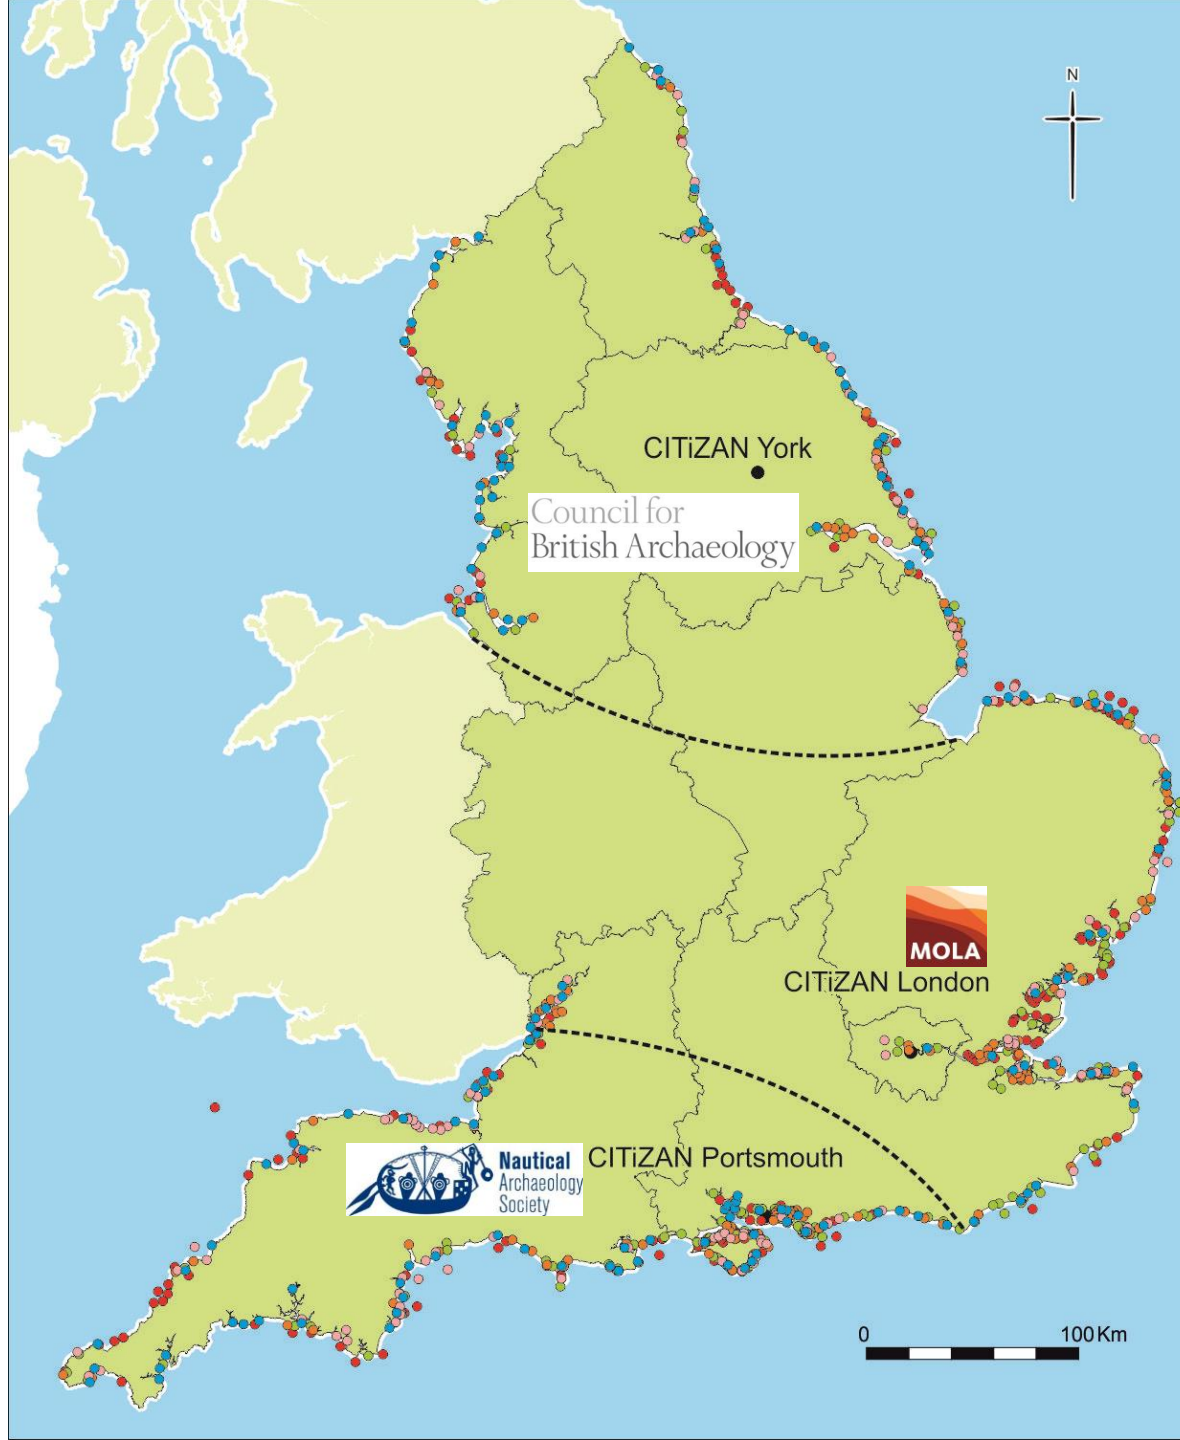 N
CITiZAN York
Council for
British Archaeology
MOLA
CITiZAN London
CITiZAN Portsmouth
Nautical
Archaeology
Society
0 100 Km